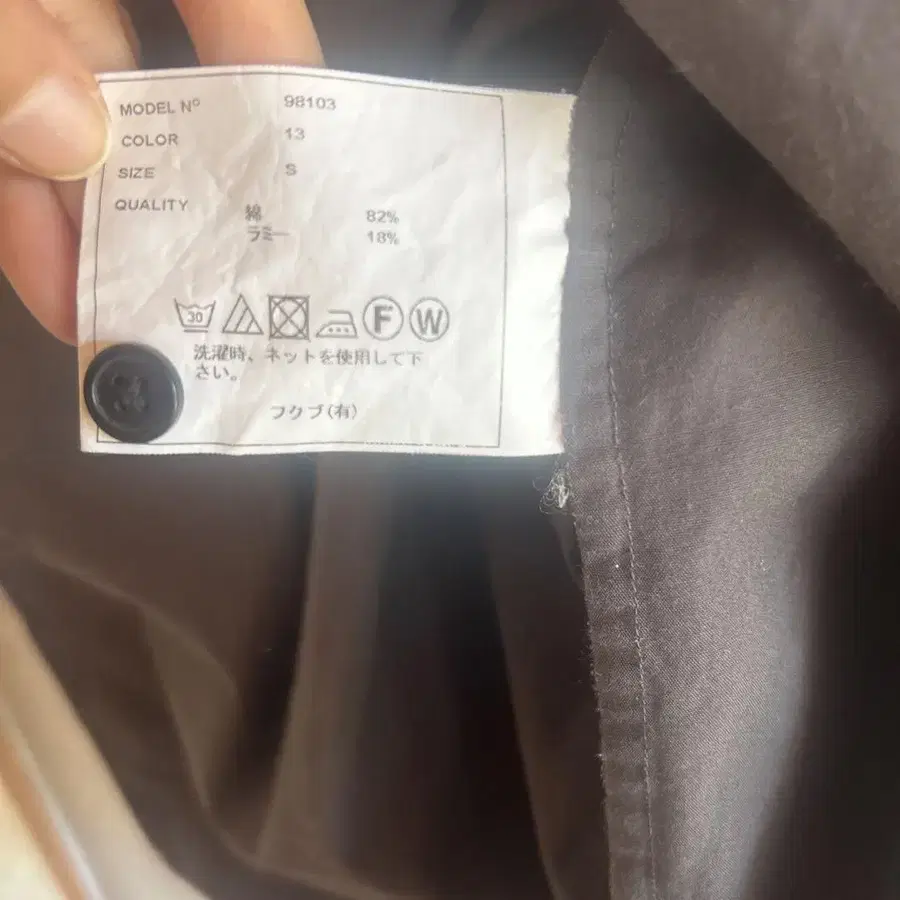 MODEL Nº 98103
COLOR 13
SIZE S
QUALITY
綿 82%
ラミー 18%
30 F W
洗濯時、ネットを使用して下
さい。
フクブ(有)